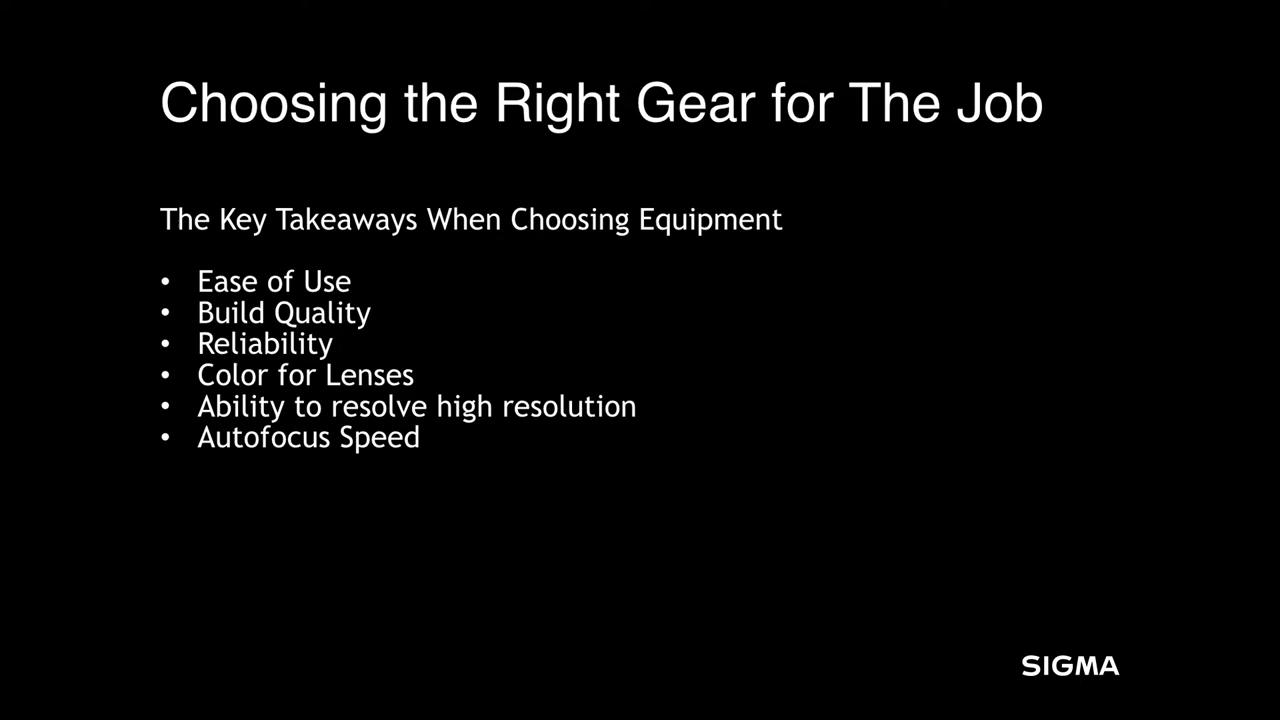 Choosing the Right Gear for The Job
The Key Takeaways When Choosing Equipment
• Ease of Use
• Build Quality
• Reliability
• Color for Lenses
• Ability to resolve high resolution
• Autofocus Speed
SIGMA